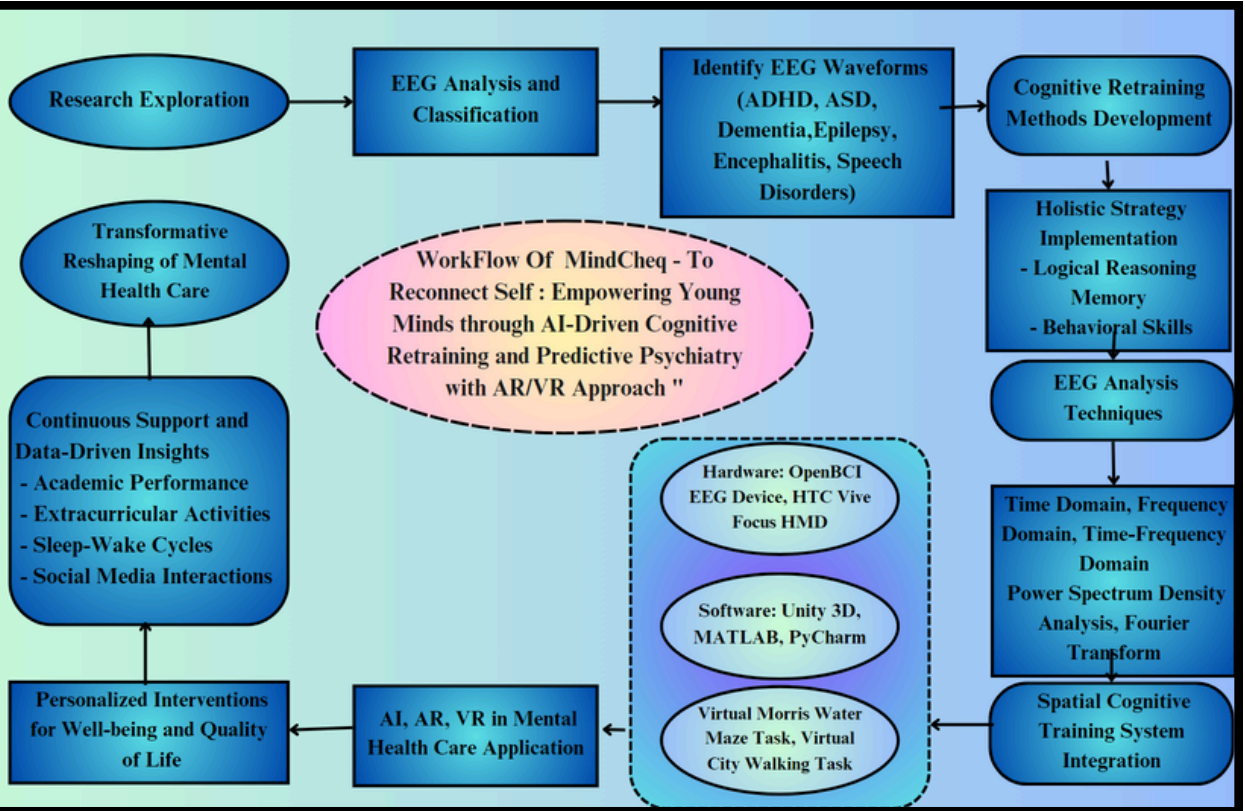 Research Exploration
EEG Analysis and
Classification
Identify EEG Waveforms
(ADHD, ASD,
Dementia,Epilepsy,
Encephalitis, Speech
Disorders)
Cognitive Retraining
Methods Development
Holistic Strategy
Implementation
- Logical Reasoning
Memory
- Behavioral Skills
EEG Analysis
Techniques
Time Domain, Frequency
Domain, Time-Frequency
Domain
Power Spectrum Density
Analysis, Fourier
Transform
Spatial Cognitive
Training System
Integration
Hardware: OpenBCI
EEG Device, HTC Vive
Focus HMD
Software: Unity 3D,
MATLAB, PyCharm
Virtual Morris Water
Maze Task, Virtual
City Walking Task
AI, AR, VR in Mental
Health Care Application
Personalized Interventions
for Well-being and Quality
of Life
Continuous Support and
Data-Driven Insights
- Academic Performance
- Extracurricular Activities
- Sleep-Wake Cycles
- Social Media Interactions
Transformative
Reshaping of Mental
Health Care
WorkFlow Of MindCheq - To
Reconnect Self : Empowering Young
Minds through AI-Driven Cognitive
Retraining and Predictive Psychiatry
with AR/VR Approach "